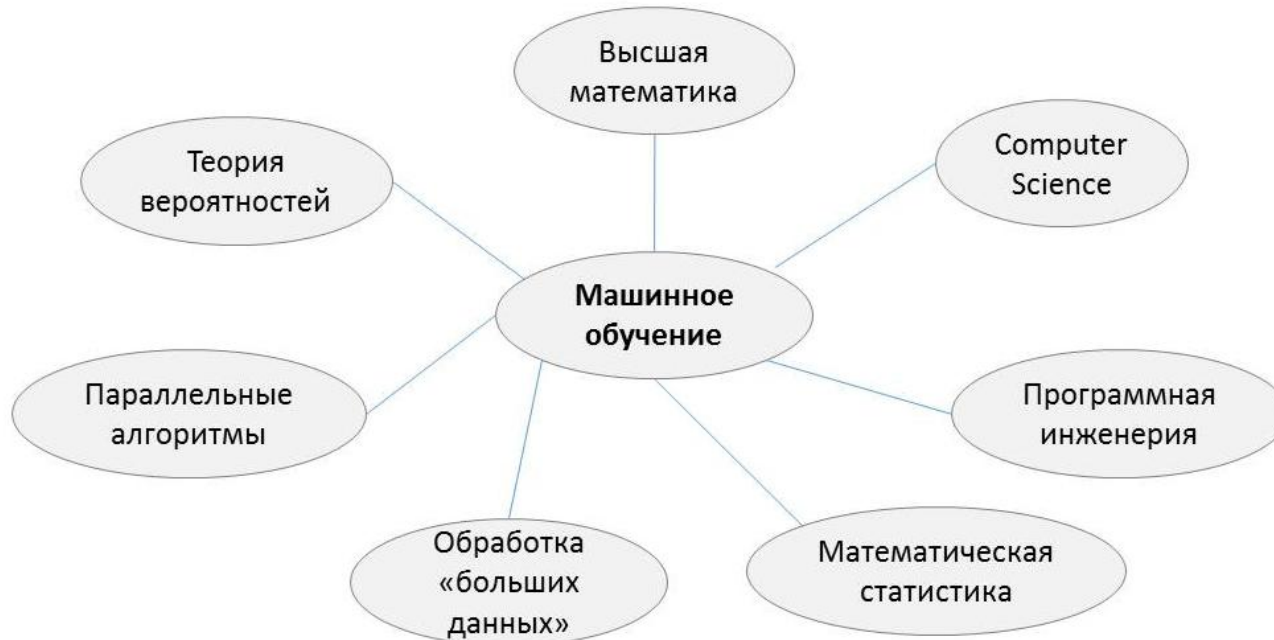 Высшая
математика
Computer
Science
Теория
вероятностей
Машинное
обучение
Параллельные
алгоритмы
Программная
инженерия
Обработка
«больших
данных»
Математическая
статистика